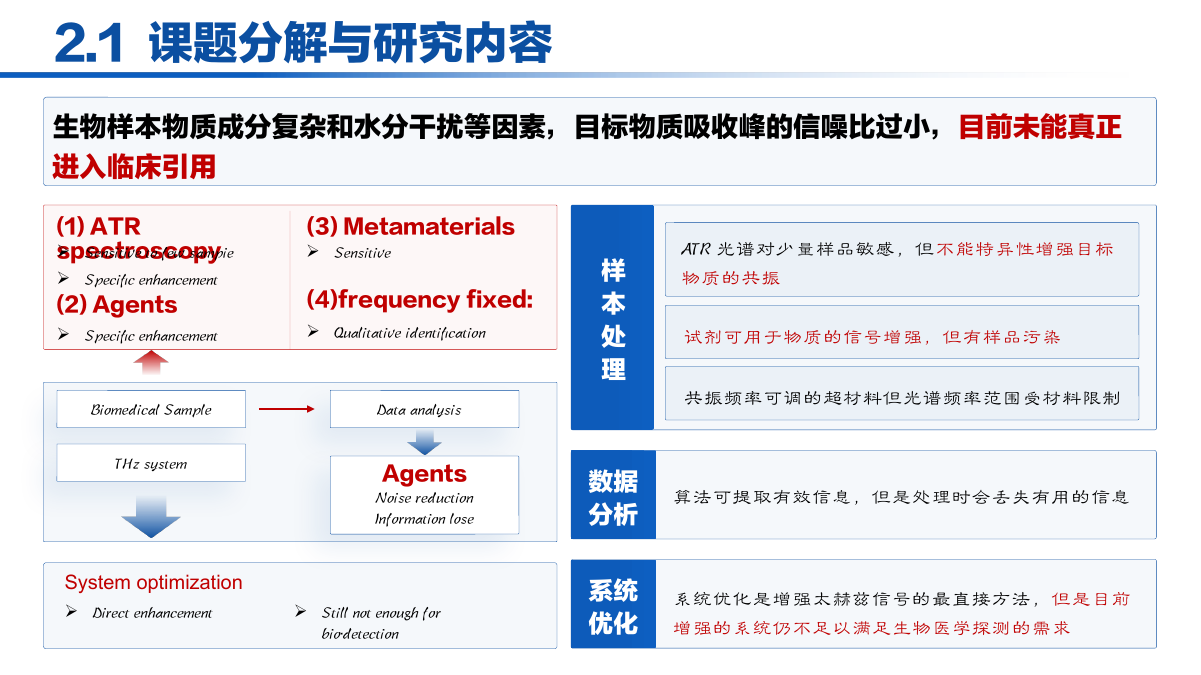 2.1 课题分解与研究内容
生物样本物质成分复杂和水分干扰等因素，目标物质吸收峰的信噪比过小，目前未能真正
进入临床引用
(1) ATR
spectroscopy
Sensitive to few sample
Specific enhancement
(2) Agents
Specific enhancement
(3) Metamaterials
Sensitive
(4)frequency fixed:
Qualitative identification
Biomedical Sample
Data analysis
THz system
Agents
Noise reduction
Information lose
System optimization
Direct enhancement
Still not enough for
bio-detection
样
本
处
理
ATR 光谱对少量样品敏感，但不能特异性增强目标
物质的共振
试剂可用于物质的信号增强，但有样品污染
共振频率可调的超材料但光谱频率范围受材料限制
数据
分析
算法可提取有效信息，但是处理时会丢失有用的信息
系统
优化
系统优化是增强太赫兹信号的最直接方法，但是目前
增强的系统仍不足以满足生物医学探测的需求